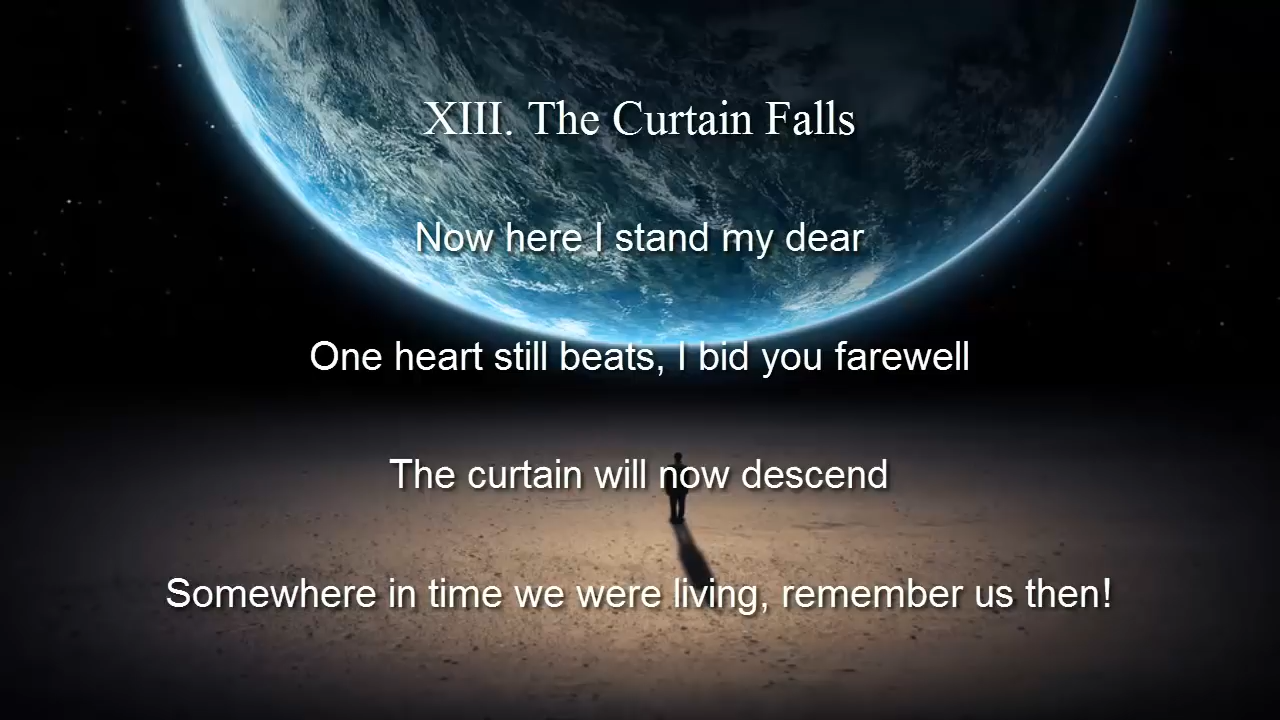 XIII. The Curtain Falls
Now here I stand my dear
One heart still beats, I bid you farewell
The curtain will now descend
Somewhere in time we were living, remember us then!